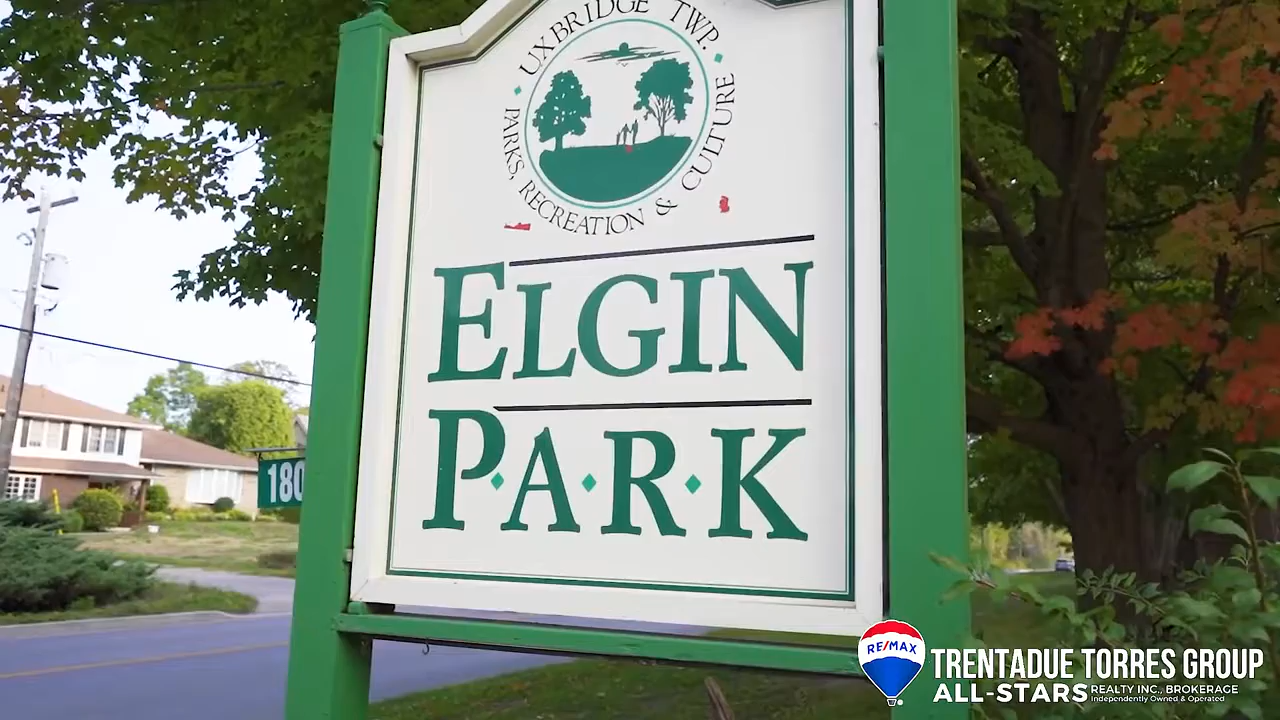 UXBRIDGE TWP.
PARKS, RECREATION & CULTURE
ELGIN
P·A·R·K
180
RE/MAX
TRENTADUE TORRES GROUP
ALL-STARS REALTY INC., BROKERAGE
Independently Owned & Operated